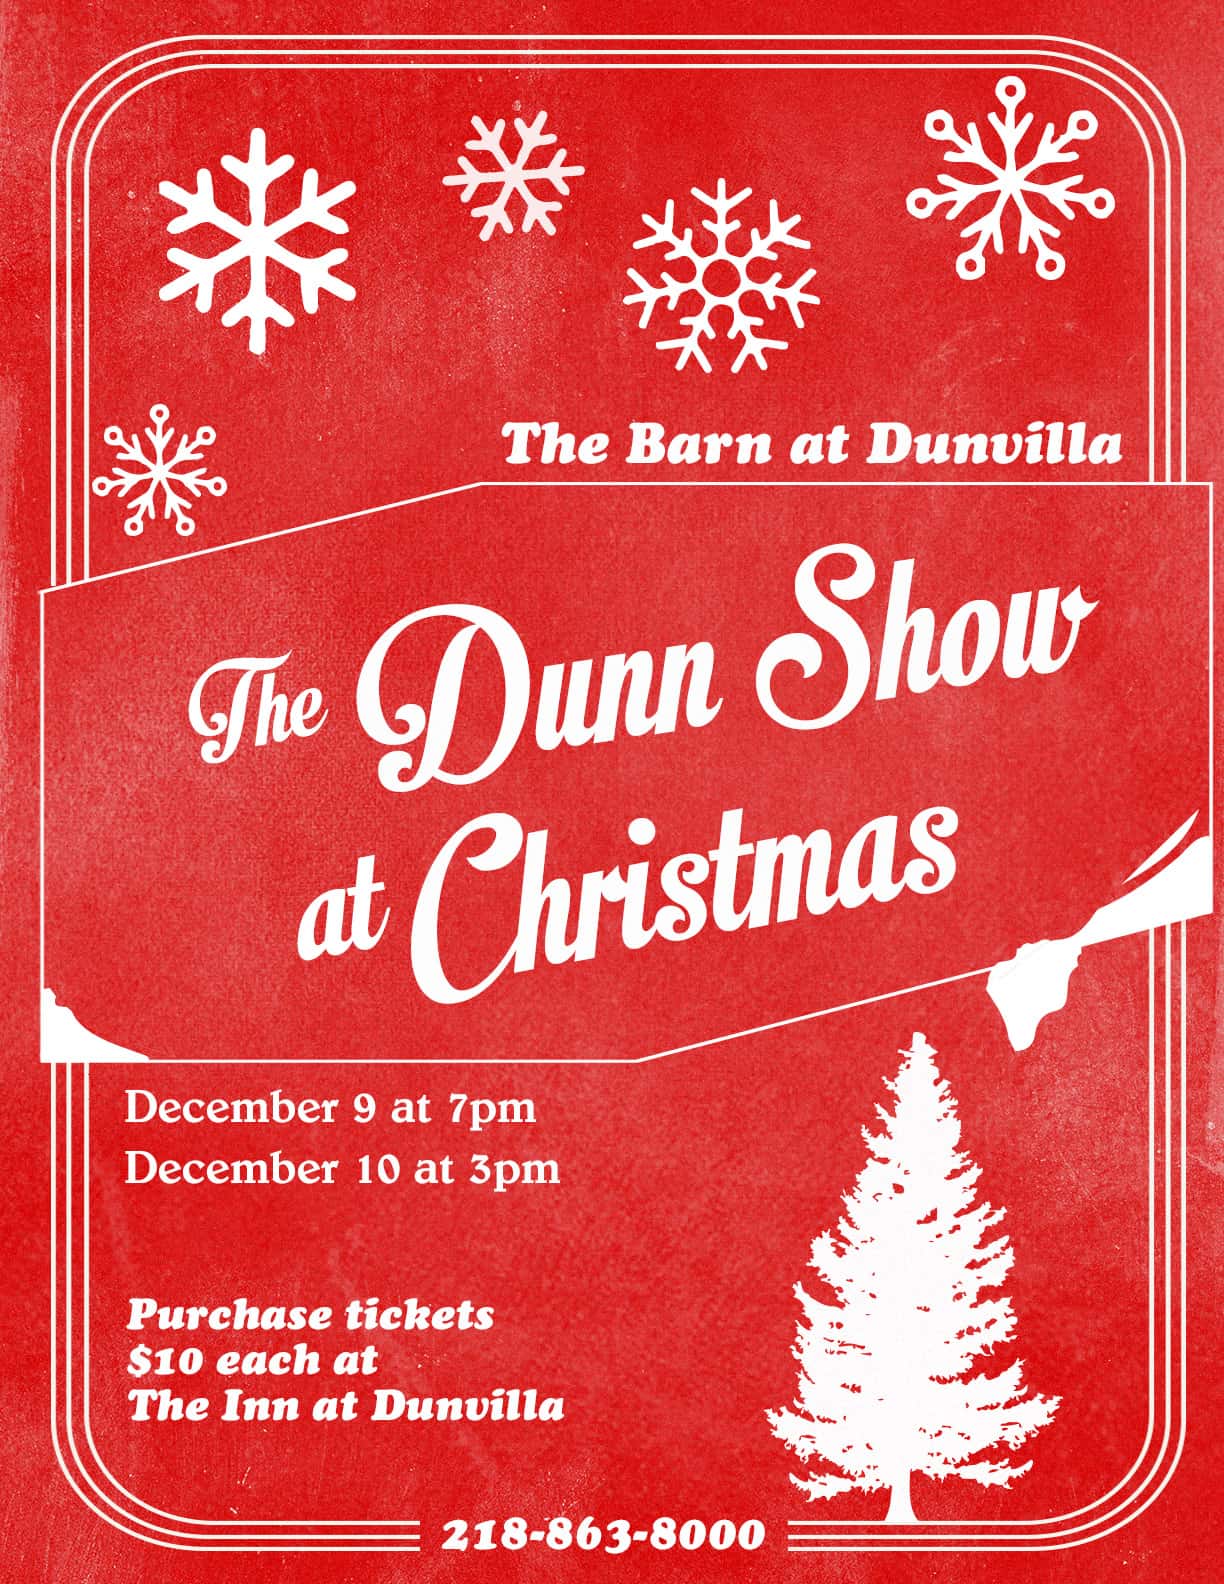 The Barn at Dunvilla
The Dunn Show
at Christmas
December 9 at 7pm
December 10 at 3pm
Purchase tickets
$10 each at
The Inn at Dunvilla
218-863-8000